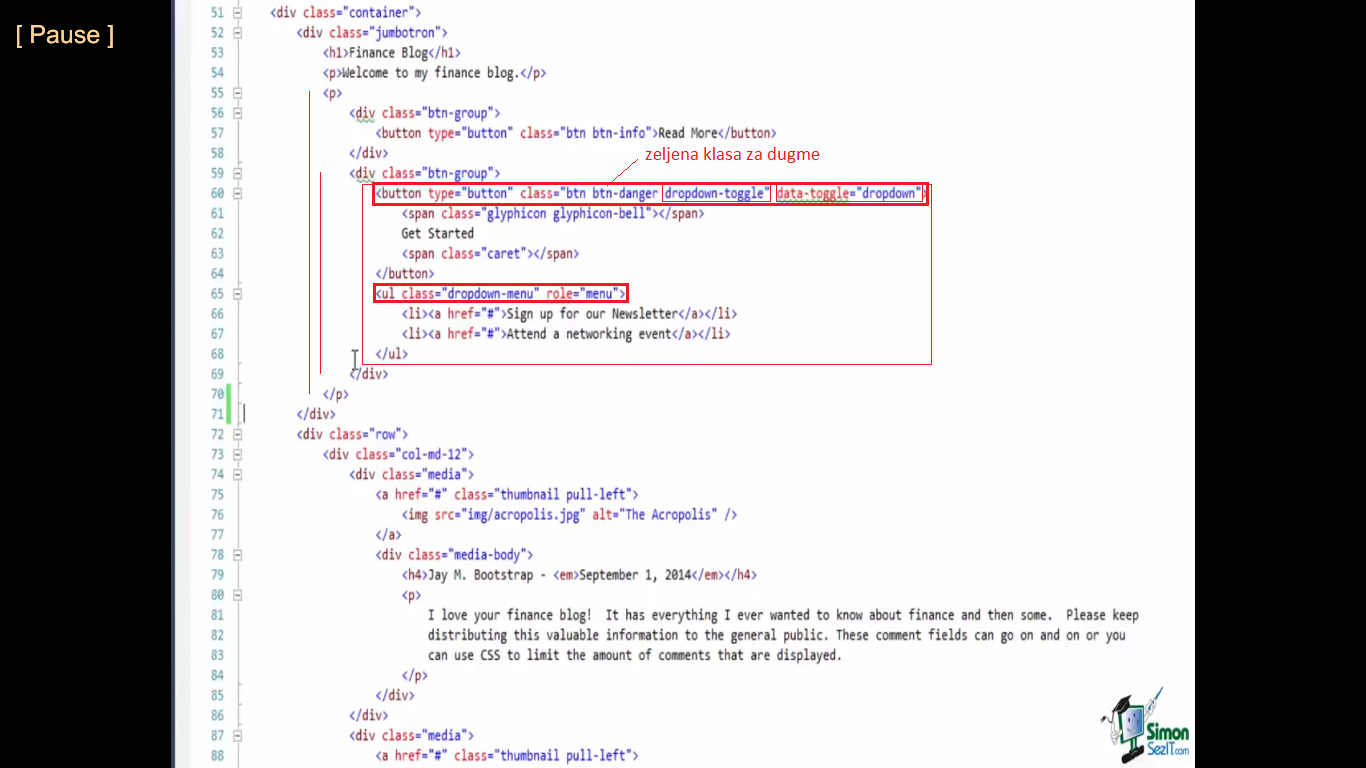 [ Pause ]
51 <div class="container">
52 <div class="jumbotron">
53 <h1>Finance Blog</h1>
54 <p>Welcome to my finance blog.</p>
55 <p>
56 <div class="btn-group">
57 <button type="button" class="btn btn-info">Read More</button>
58 </div>
zeljena klasa za dugme
59 <div class="btn-group">
60 <button type="button" class="btn btn-danger dropdown-toggle" data-toggle="dropdown">
61 <span class="glyphicon glyphicon-bell"></span>
62 Get Started
63 <span class="caret"></span>
64 </button>
65 <ul class="dropdown-menu" role="menu">
66 <li><a href="#">Sign up for our Newsletter</a></li>
67 <li><a href="#">Attend a networking event</a></li>
68 </ul>
69 </div>
70 </p>
71 </div>
72 <div class="row">
73 <div class="col-md-12">
74 <div class="media">
75 <a href="#" class="thumbnail pull-left">
76 <img src="img/acropolis.jpg" alt="The Acropolis" />
77 </a>
78 <div class="media-body">
79 <h4>Jay M. Bootstrap - <em>September 1, 2014</em></h4>
80 <p>
81 I love your finance blog!  It has everything I ever wanted to know about finance and then some.  Please keep
82 distributing this valuable information to the general public. These comment fields can go on and on or you
83 can use CSS to limit the amount of comments that are displayed.
84 </p>
85 </div>
86 </div>
87 <div class="media">
88 <a href="#" class="thumbnail pull-left">
Simon
SezIT.com